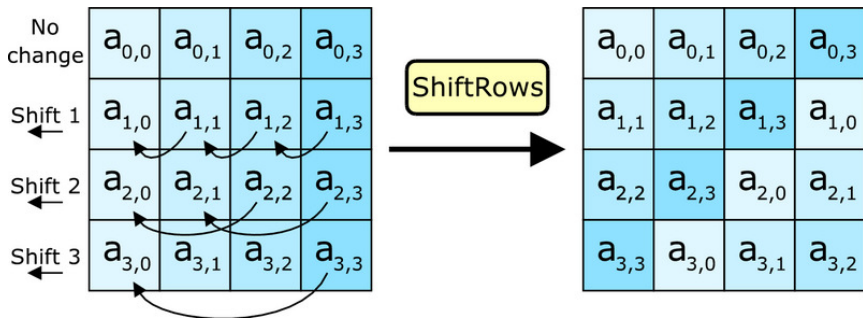 No change a0,0 a0,1 a0,2 a0,3
Shift 1 a1,0 a1,1 a1,2 a1,3
Shift 2 a2,0 a2,1 a2,2 a2,3
Shift 3 a3,0 a3,1 a3,2 a3,3
ShiftRows
a0,0 a0,1 a0,2 a0,3
a1,1 a1,2 a1,3 a1,0
a2,2 a2,3 a2,0 a2,1
a3,3 a3,0 a3,1 a3,2